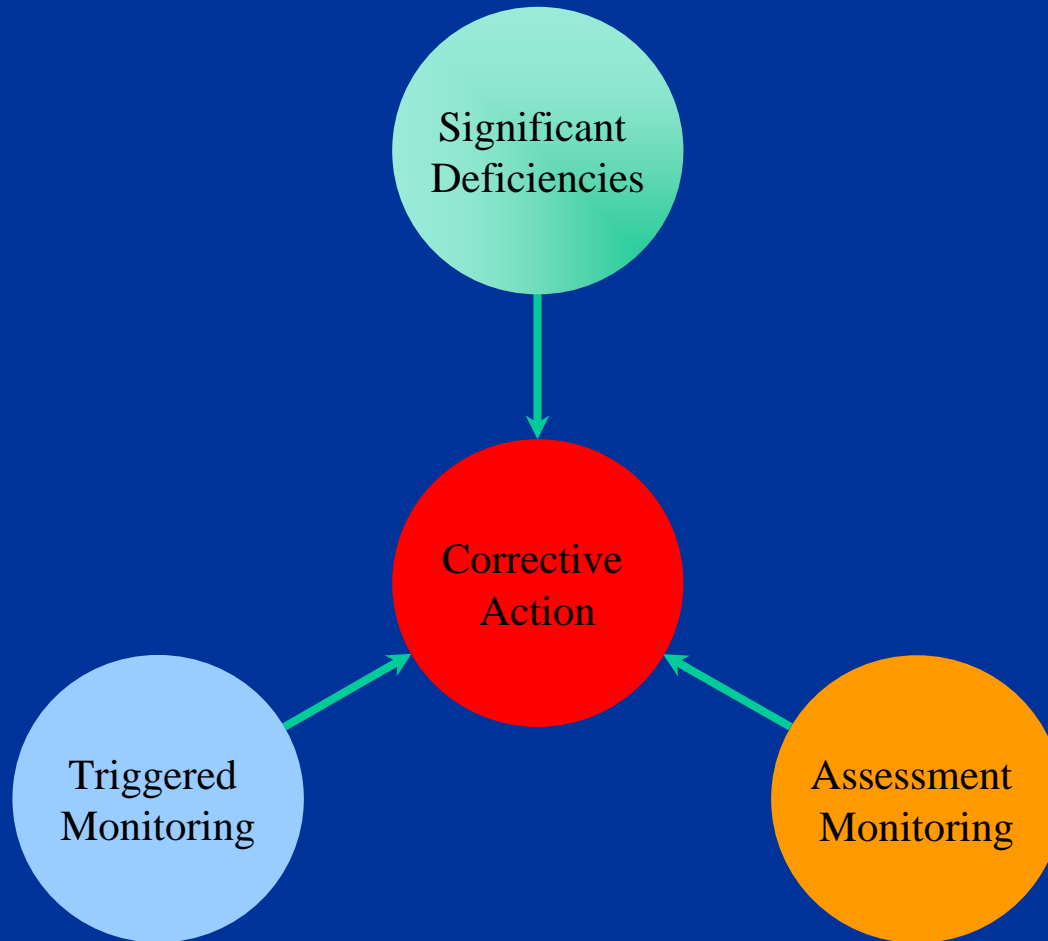 Significant
Deficiencies
Corrective
Action
Triggered
Monitoring
Assessment
Monitoring